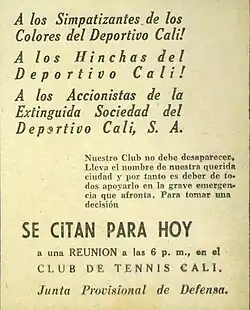 A los Simpatizantes de los
Colores del Deportivo Cali!
A los Hinchas del
Deportivo Cali!
A los Accionistas de la
Extinguida Sociedad del
Deportivo Cali, S. A.
Nuestro Club no debe desaparecer.
Lleva el nombre de nuestra querida
ciudad y por tanto es deber de to-
dos apoyarlo en la grave emergen-
cia que afronta. Para tomar una
decisión
SE CiTAN PARA HOY
a una REUNION a las 6 p. m., en el
CLUB DE TENNIS CALI.
Junta Provisional de Defensa.